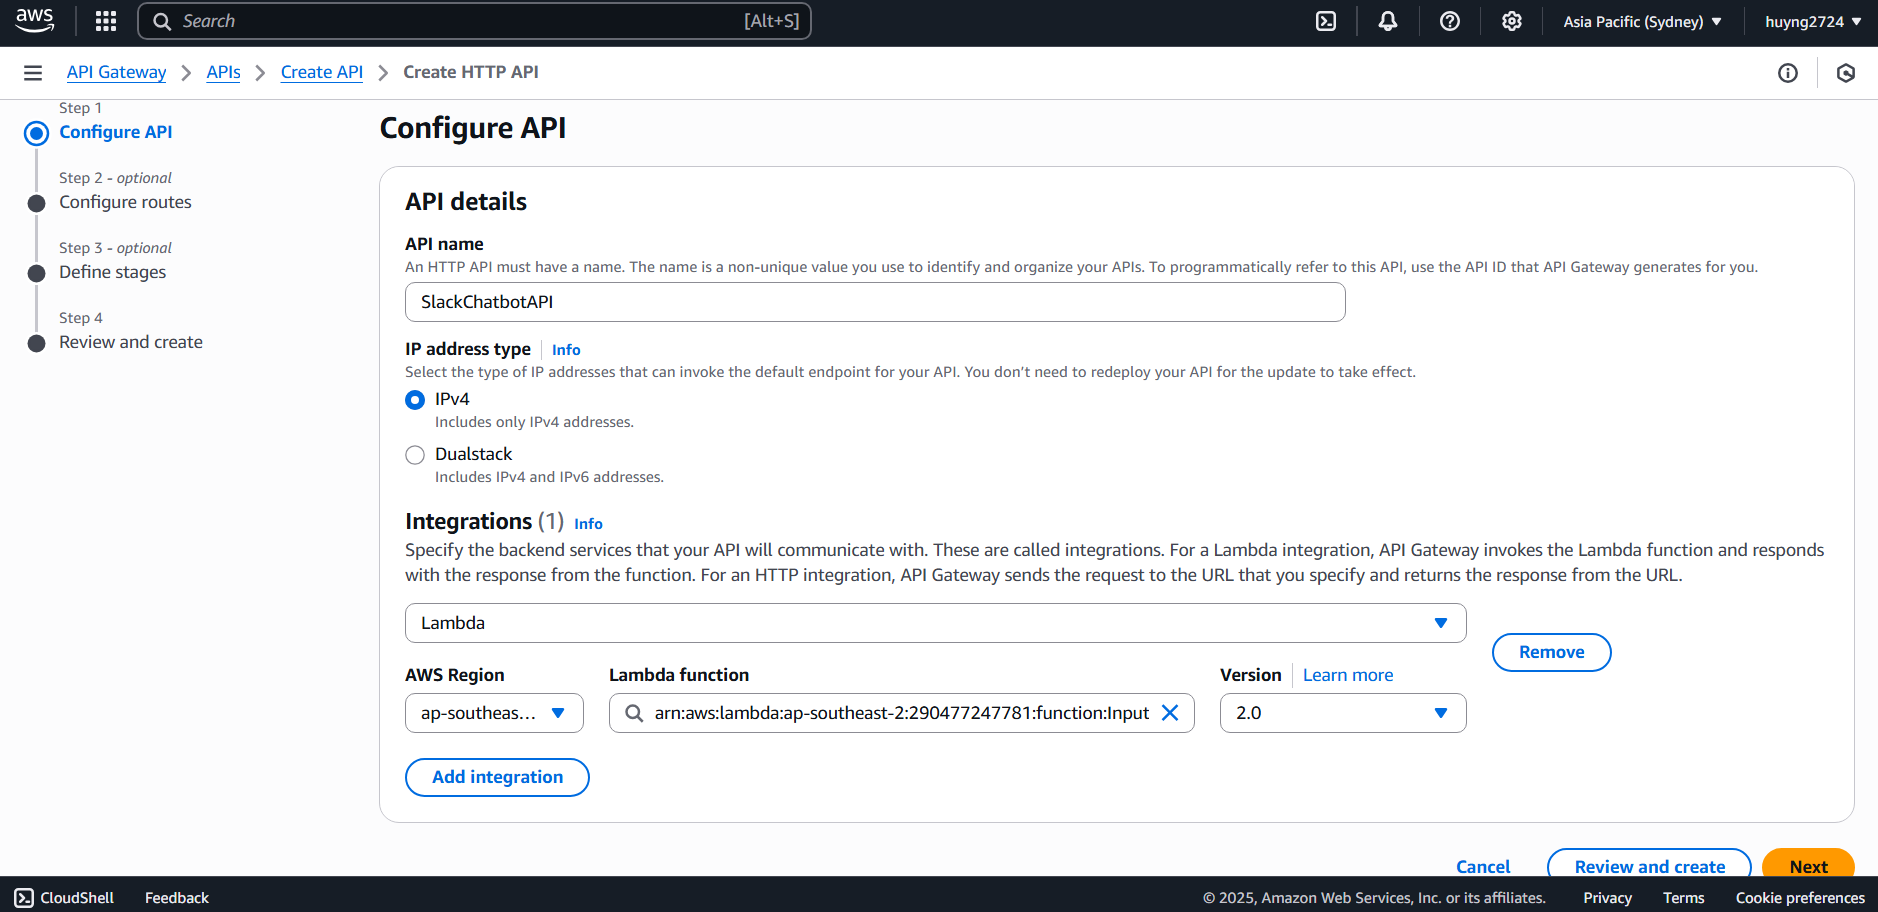 aws
Search [Alt+S]
Asia Pacific (Sydney)
huyng2724
API Gateway
APIs
Create API
Create HTTP API
Step 1
Configure API
Step 2 - optional
Configure routes
Step 3 - optional
Define stages
Step 4
Review and create
Configure API
API details
API name
An HTTP API must have a name. The name is a non-unique value you use to identify and organize your APIs. To programmatically refer to this API, use the API ID that API Gateway generates for you.
SlackChatbotAPI
IP address type Info
Select the type of IP addresses that can invoke the default endpoint for your API. You don’t need to redeploy your API for the update to take effect.
IPv4
Includes only IPv4 addresses.
Dualstack
Includes IPv4 and IPv6 addresses.
Integrations (1) Info
Specify the backend services that your API will communicate with. These are called integrations. For a Lambda integration, API Gateway invokes the Lambda function and responds
with the response from the function. For an HTTP integration, API Gateway sends the request to the URL that you specify and returns the response from the URL.
Lambda
Remove
AWS Region
Lambda function
Version Learn more
ap-southeas...
arn:aws:lambda:ap-southeast-2:290477247781:function:Input
2.0
Add integration
Cancel
Review and create
Next
CloudShell
Feedback
© 2025, Amazon Web Services, Inc. or its affiliates.
Privacy
Terms
Cookie preferences